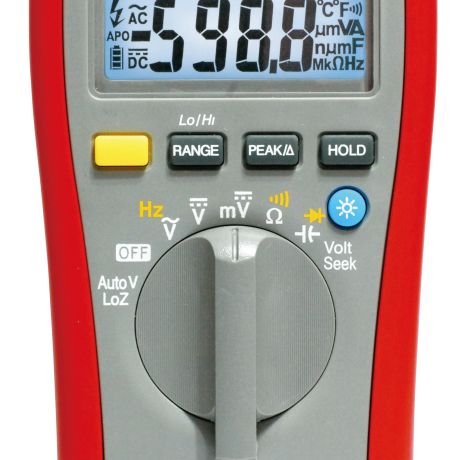 AC °C°F
APO -598.8 µmVA
nµmF
DC MkΩHz
Lo/Hi
RANGE PEAK/Δ HOLD
Hz
Ṽ V mV Ω
OFF
Volt
Seek
Auto V
LoZ